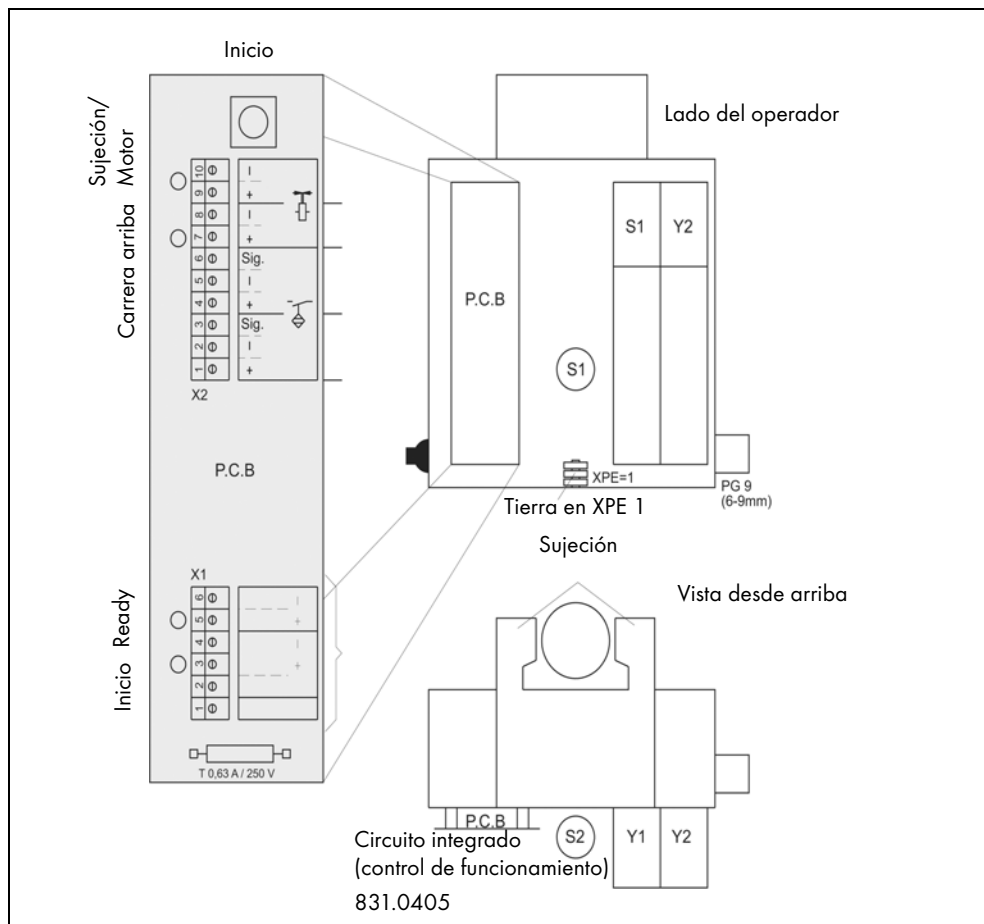 Inicio
Sujeción/
Motor
Carrera arriba
10 I
9 +
8 I
7 +
6 Sig.
5 I
4 +
3 Sig.
2 I
1 +
X2
P.C.B
X1
Inicio Ready
6 I
5 +
4 I
3 +
2
1
T 0,63 A / 250 V
Lado del operador
P.C.B
S1 Y2
S1
XPE=1
PG 9
(6-9mm)
Tierra en XPE 1
Sujeción
Vista desde arriba
P.C.B
S2
Y1 Y2
Circuito integrado
(control de funcionamiento)
831.0405